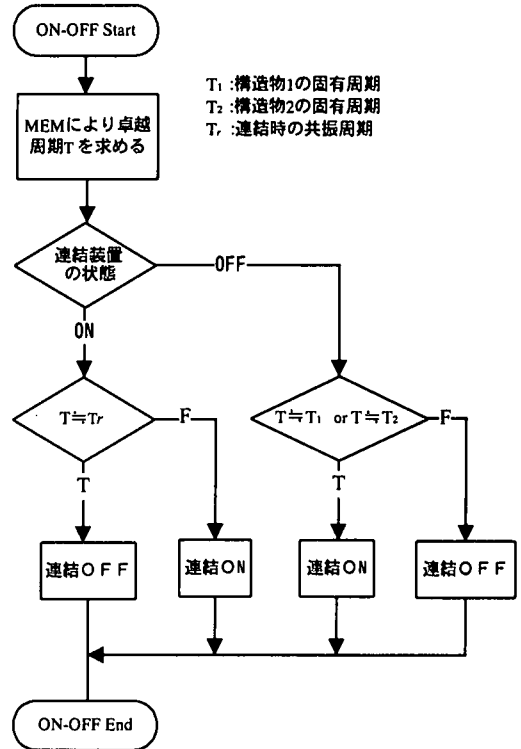 ON-OFF Start
T₁ :構造物1の固有周期
T₂ :構造物2の固有周期
Tr :連結時の共振周期
MEMにより卓越
周期T を求める
連結装置
の状態
OFF
ON
T≒Tr
F
T≒T₁ or T≒T₂
F
T
T
連結OFF
連結ON
連結ON
連結OFF
ON-OFF End